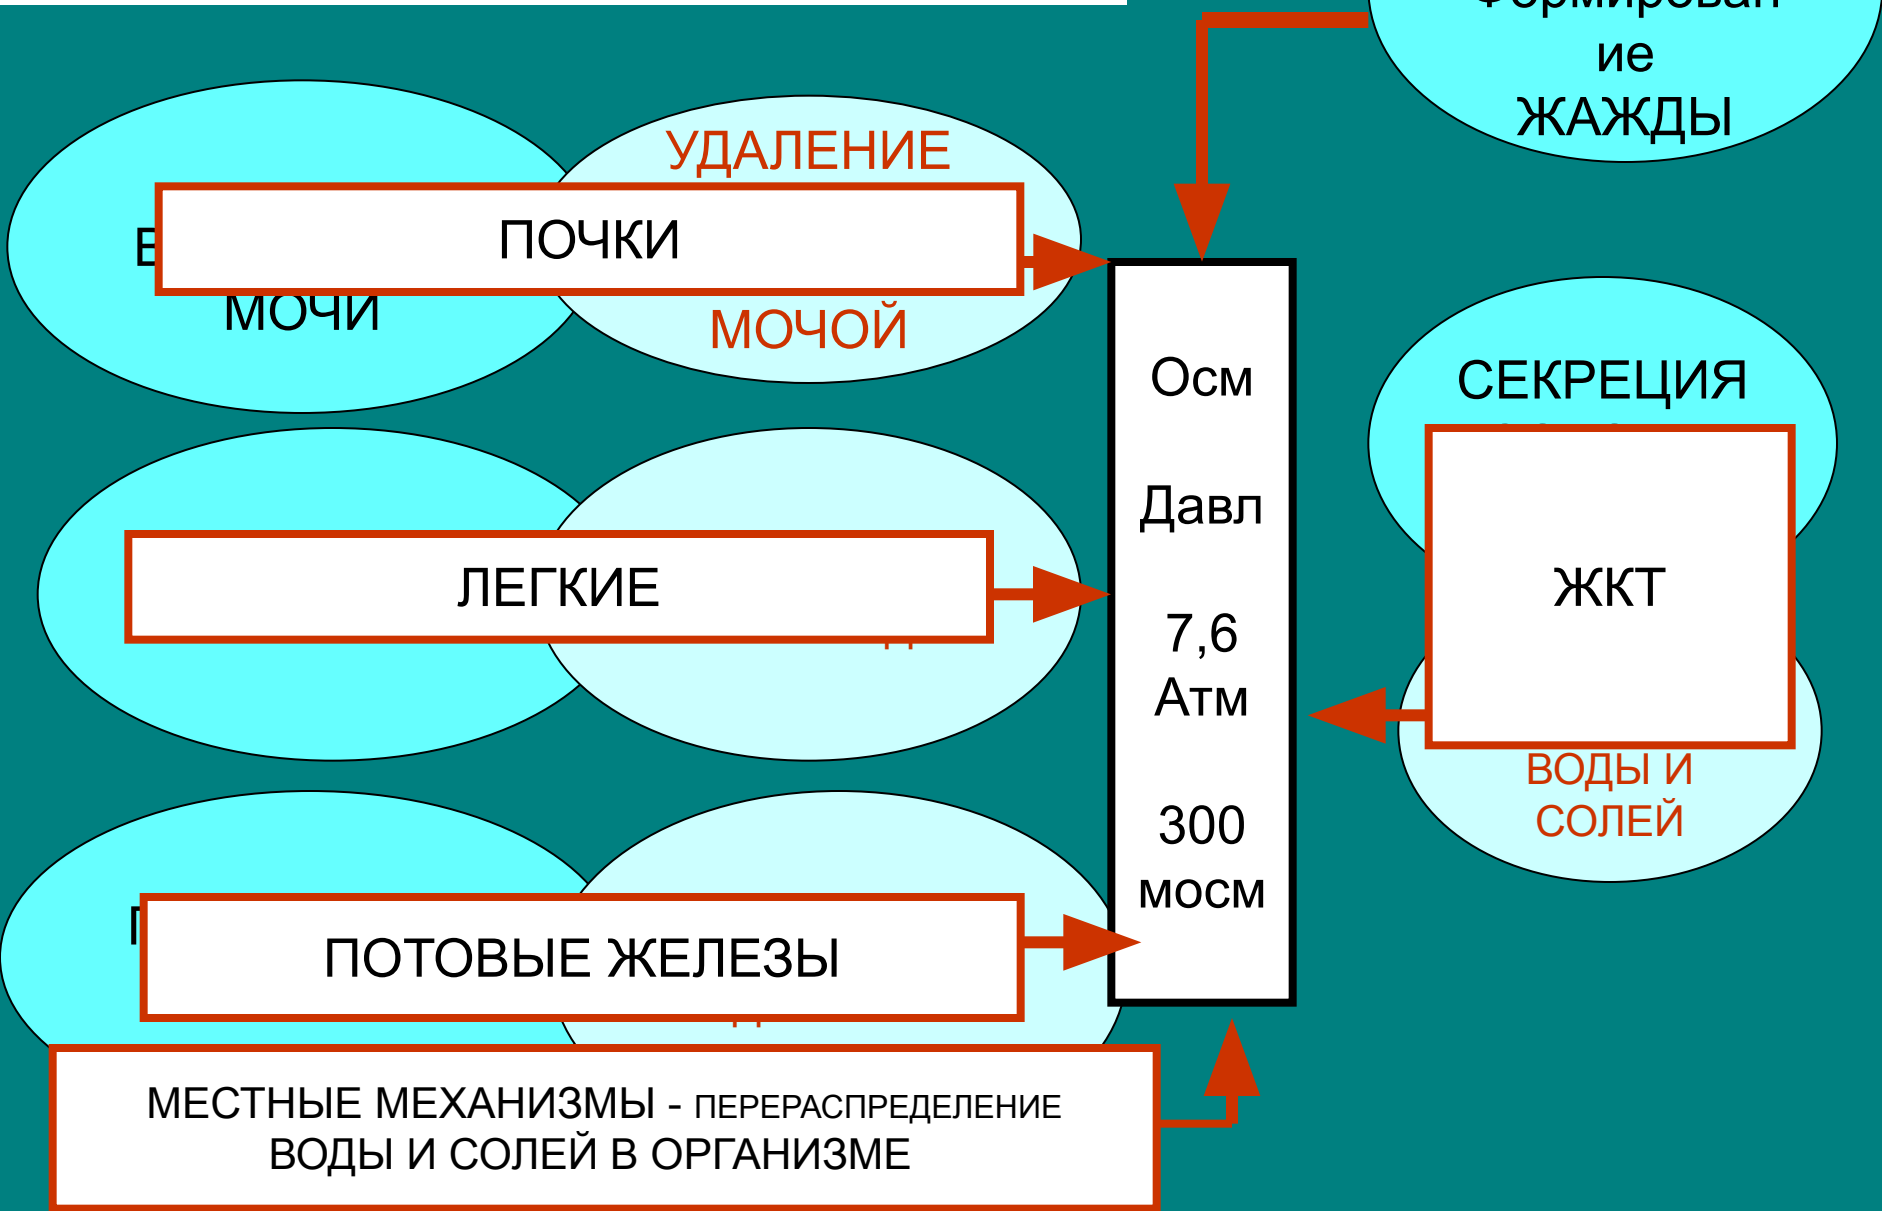 Формирован
ие
ЖАЖДЫ
УДАЛЕНИЕ
ПОЧКИ
МОЧИ
МОЧОЙ
Осм
Давл
7,6
Атм
300
мосм
СЕКРЕЦИЯ
ЖКТ
ВОДЫ И
СОЛЕЙ
ЛЕГКИЕ
ПОТОВЫЕ ЖЕЛЕЗЫ
МЕСТНЫЕ МЕХАНИЗМЫ - ПЕРЕРАСПРЕДЕЛЕНИЕ
ВОДЫ И СОЛЕЙ В ОРГАНИЗМЕ